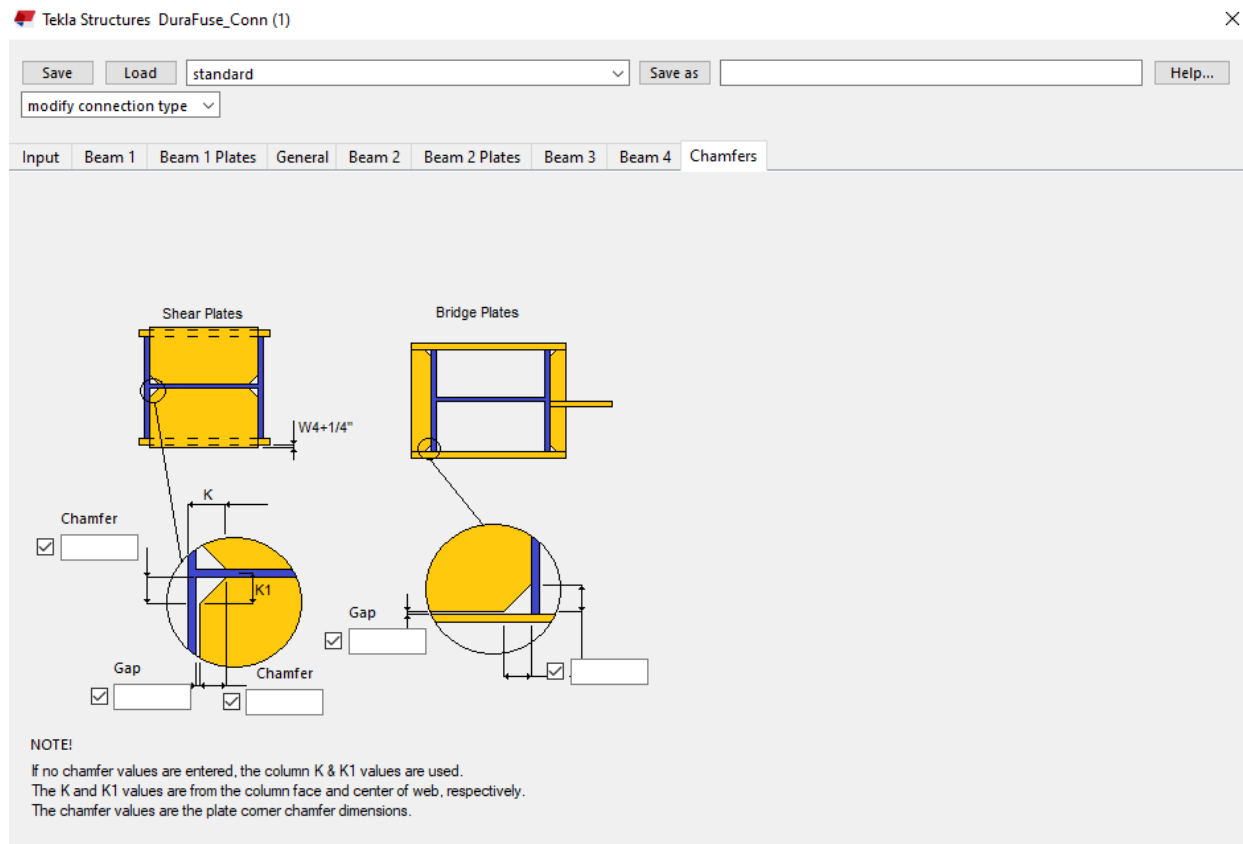 Tekla Structures DuraFuse_Conn (1)
Save Load standard Save as Help...
modify connection type
Input Beam 1 Beam 1 Plates General Beam 2 Beam 2 Plates Beam 3 Beam 4 Chamfers
Shear Plates Bridge Plates
W4+1/4"
K
Chamfer
K1
Gap
Gap Chamfer
NOTE!
If no chamfer values are entered, the column K & K1 values are used.
The K and K1 values are from the column face and center of web, respectively.
The chamfer values are the plate corner chamfer dimensions.